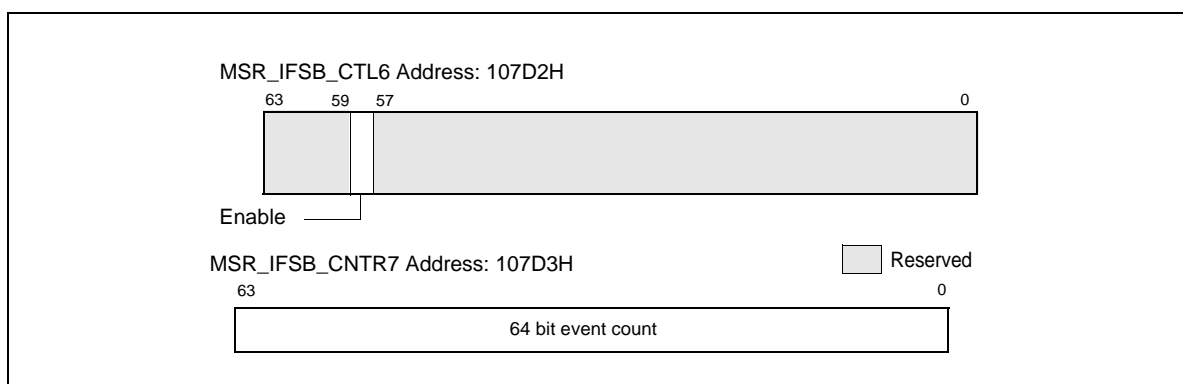 MSR_IFSB_CTL6 Address: 107D2H
63 59 57 0
Enable
Reserved
MSR_IFSB_CNTR7 Address: 107D3H
63 0
64 bit event count